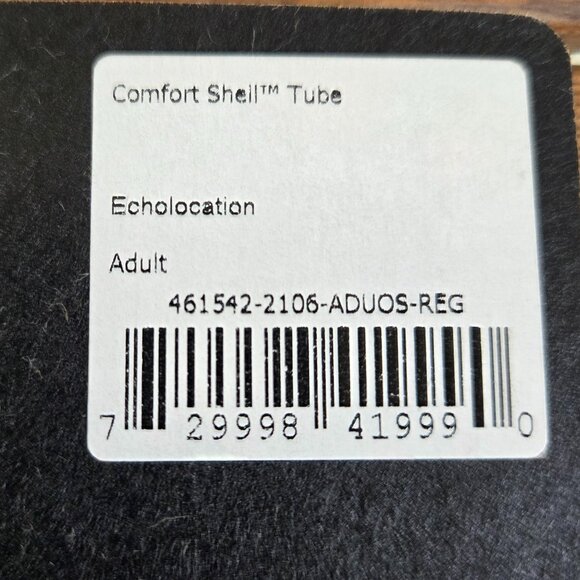 Comfort Shell™ Tube
Echolocation
Adult
461542-2106-ADUOS-REG
7 29998 41999 0